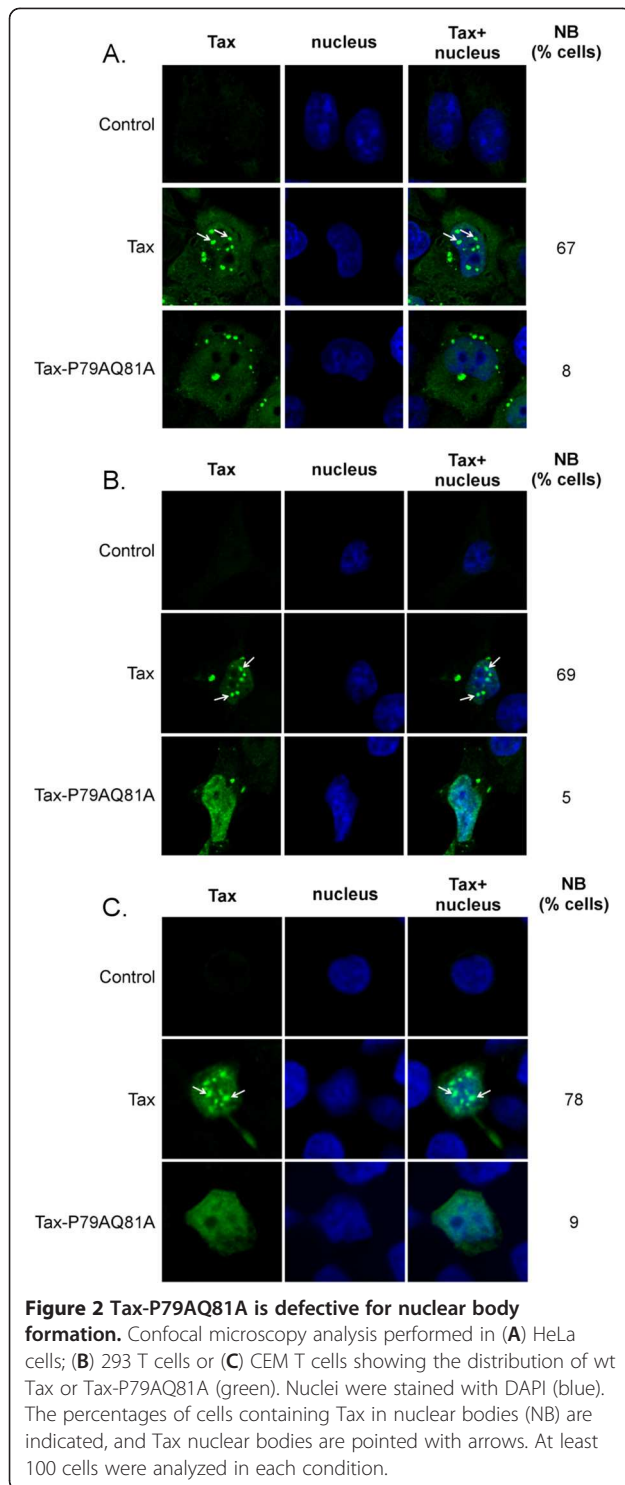 A.
Tax nucleus Tax+ nucleus NB (% cells)
Control
Tax 67
Tax-P79AQ81A 8
B.
Tax nucleus Tax+ nucleus NB (% cells)
Control
Tax 69
Tax-P79AQ81A 5
C.
Tax nucleus Tax+ nucleus NB (% cells)
Control
Tax 78
Tax-P79AQ81A 9
Figure 2 Tax-P79AQ81A is defective for nuclear body
formation. Confocal microscopy analysis performed in (A) HeLa
cells; (B) 293 T cells or (C) CEM T cells showing the distribution of wt
Tax or Tax-P79AQ81A (green). Nuclei were stained with DAPI (blue).
The percentages of cells containing Tax in nuclear bodies (NB) are
indicated, and Tax nuclear bodies are pointed with arrows. At least
100 cells were analyzed in each condition.